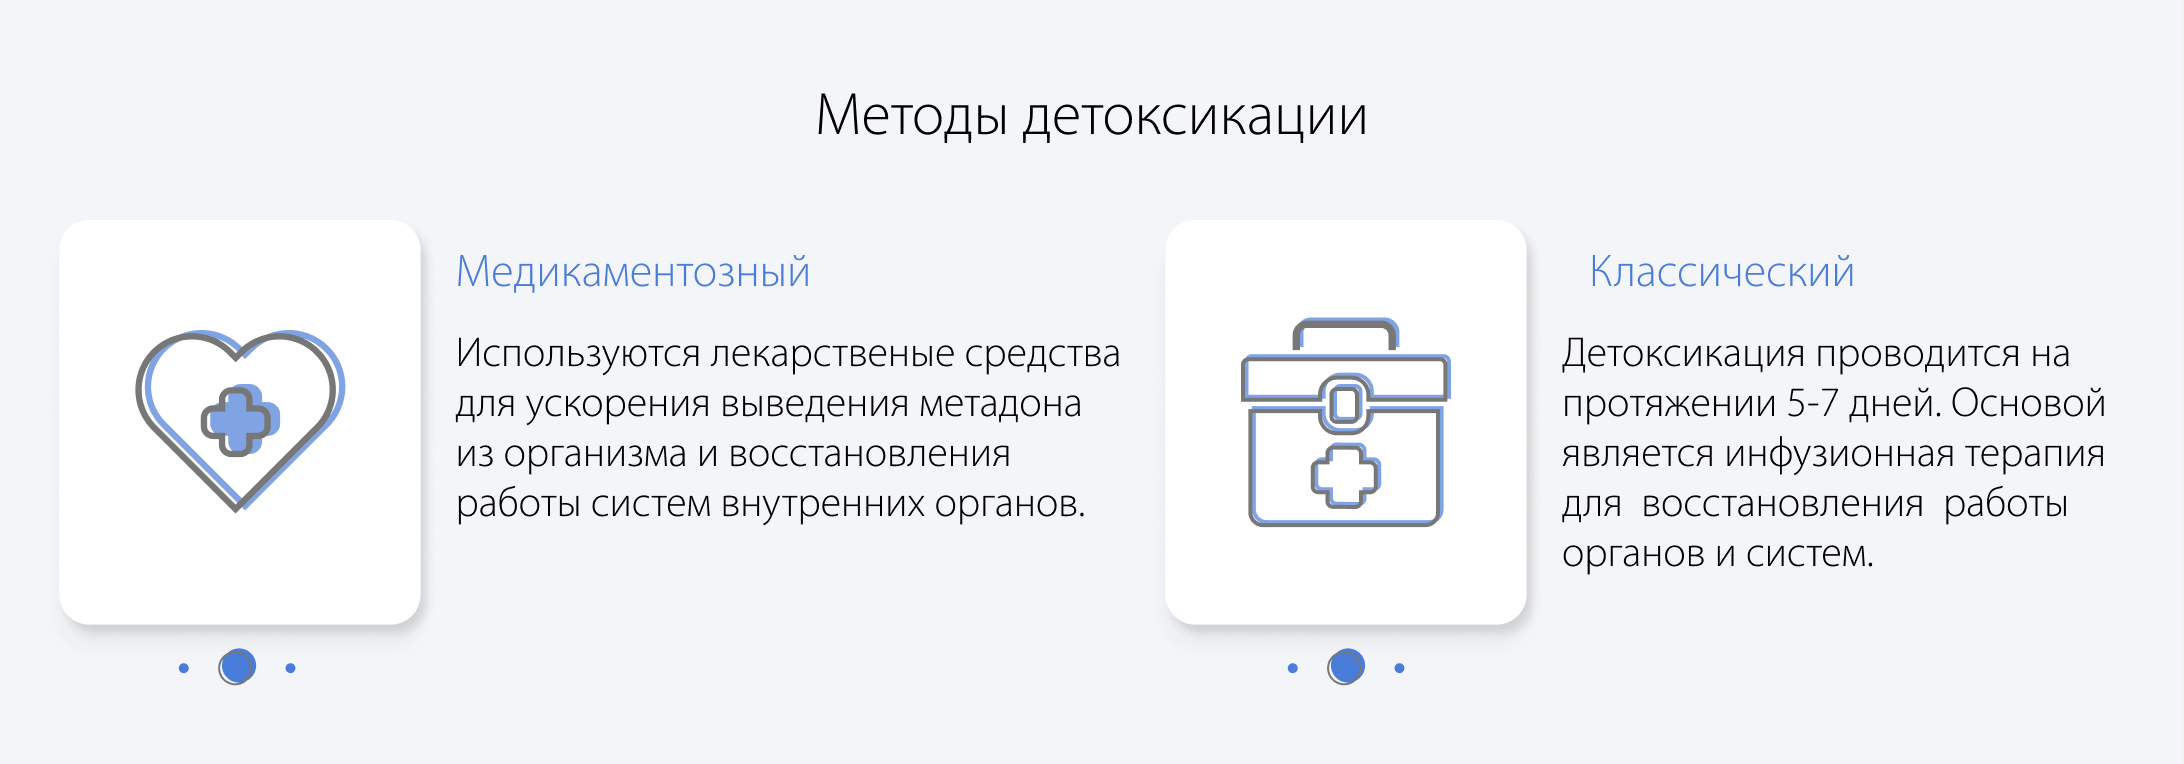 Методы детоксикации
Медикаментозный
Используются лекарственые средства
для ускорения выведения метадона
из организма и восстановления
работы систем внутренних органов.
Классический
Детоксикация проводится на
протяжении 5-7 дней. Основой
является инфузионная терапия
для восстановления работы
органов и систем.